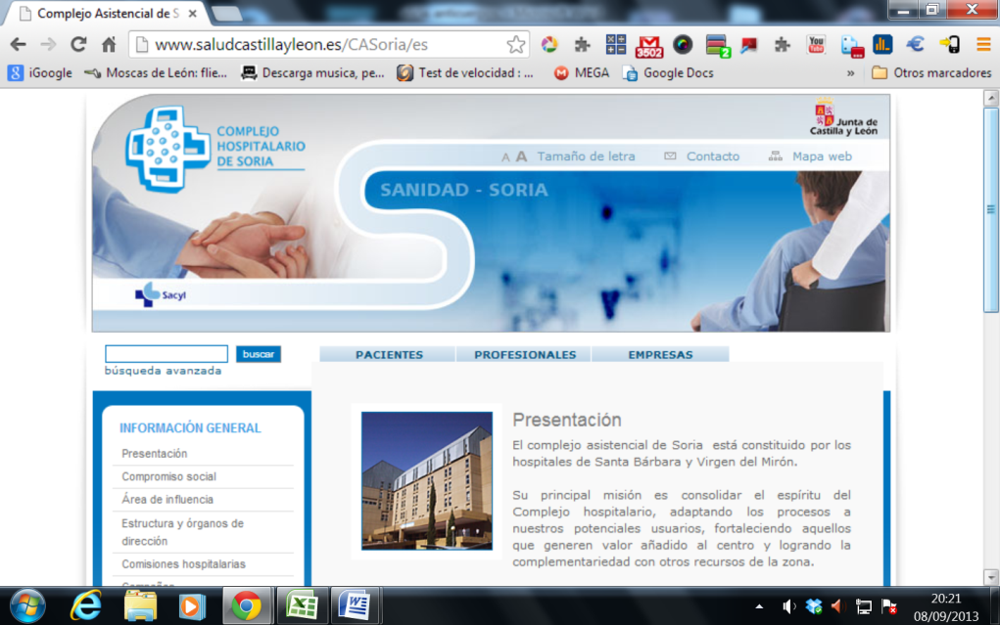 Complejo Asistencial de S
www.saludcastillayleon.es/CASoria/es
3502
You
Tube
2
iGoogle
Moscas de León: flie...
Descarga musica, pe...
Test de velocidad : ...
MEGA
Google Docs
»
Otros marcadores
COMPLEJO
HOSPITALARIO
DE SORIA
Junta de
Castilla y León
A A Tamaño de letra
Contacto
Mapa web
SANIDAD - SORIA
Sacyl
buscar
búsqueda avanzada
PACIENTES
PROFESIONALES
EMPRESAS
INFORMACIÓN GENERAL
Presentación
Compromiso social
Área de influencia
Estructura y órganos de
dirección
Comisiones hospitalarias
Presentación
El complejo asistencial de Soria está constituido por los
hospitales de Santa Bárbara y Virgen del Mirón.
Su principal misión es consolidar el espíritu del
Complejo hospitalario, adaptando los procesos a
nuestros potenciales usuarios, fortaleciendo aquellos
que generen valor añadido al centro y logrando la
complementariedad con otros recursos de la zona.
20:21
08/09/2013